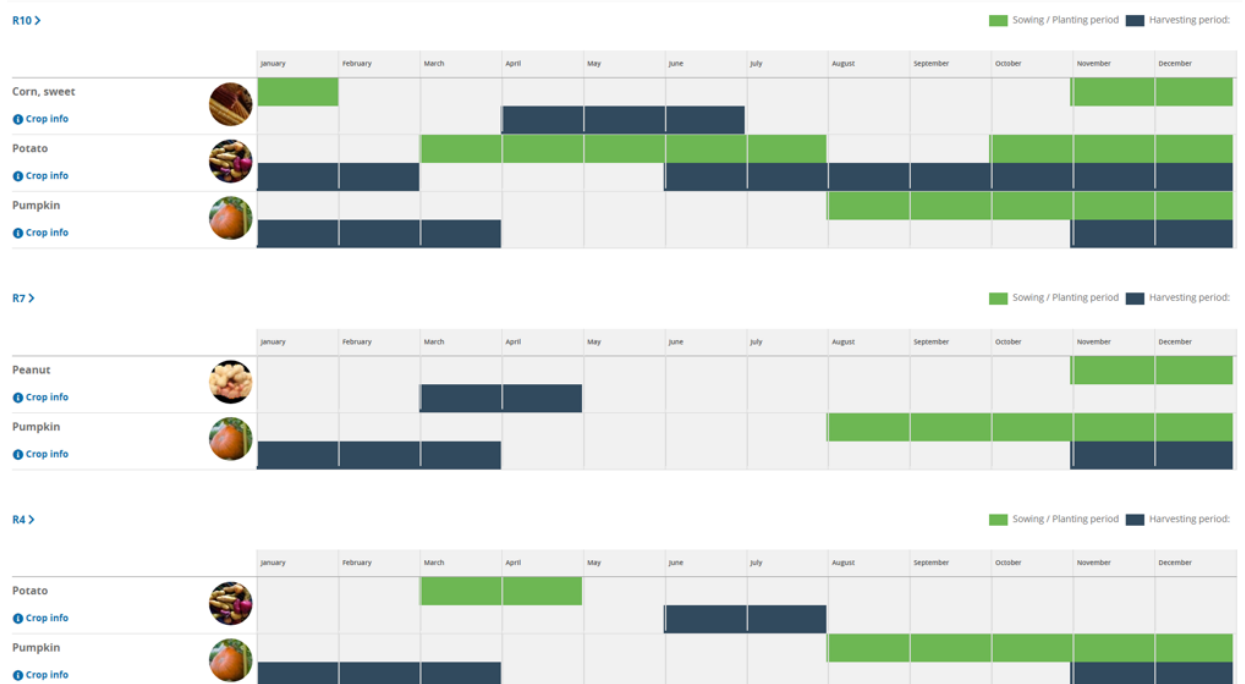 R10 >
Sowing / Planting period Harvesting period:
January February March April May June July August September October November December
Corn, sweet
Crop info
Potato
Crop info
Pumpkin
Crop info
R7 >
Sowing / Planting period Harvesting period:
January February March April May June July August September October November December
Peanut
Crop info
Pumpkin
Crop info
R4 >
Sowing / Planting period Harvesting period:
January February March April May June July August September October November December
Potato
Crop info
Pumpkin
Crop info